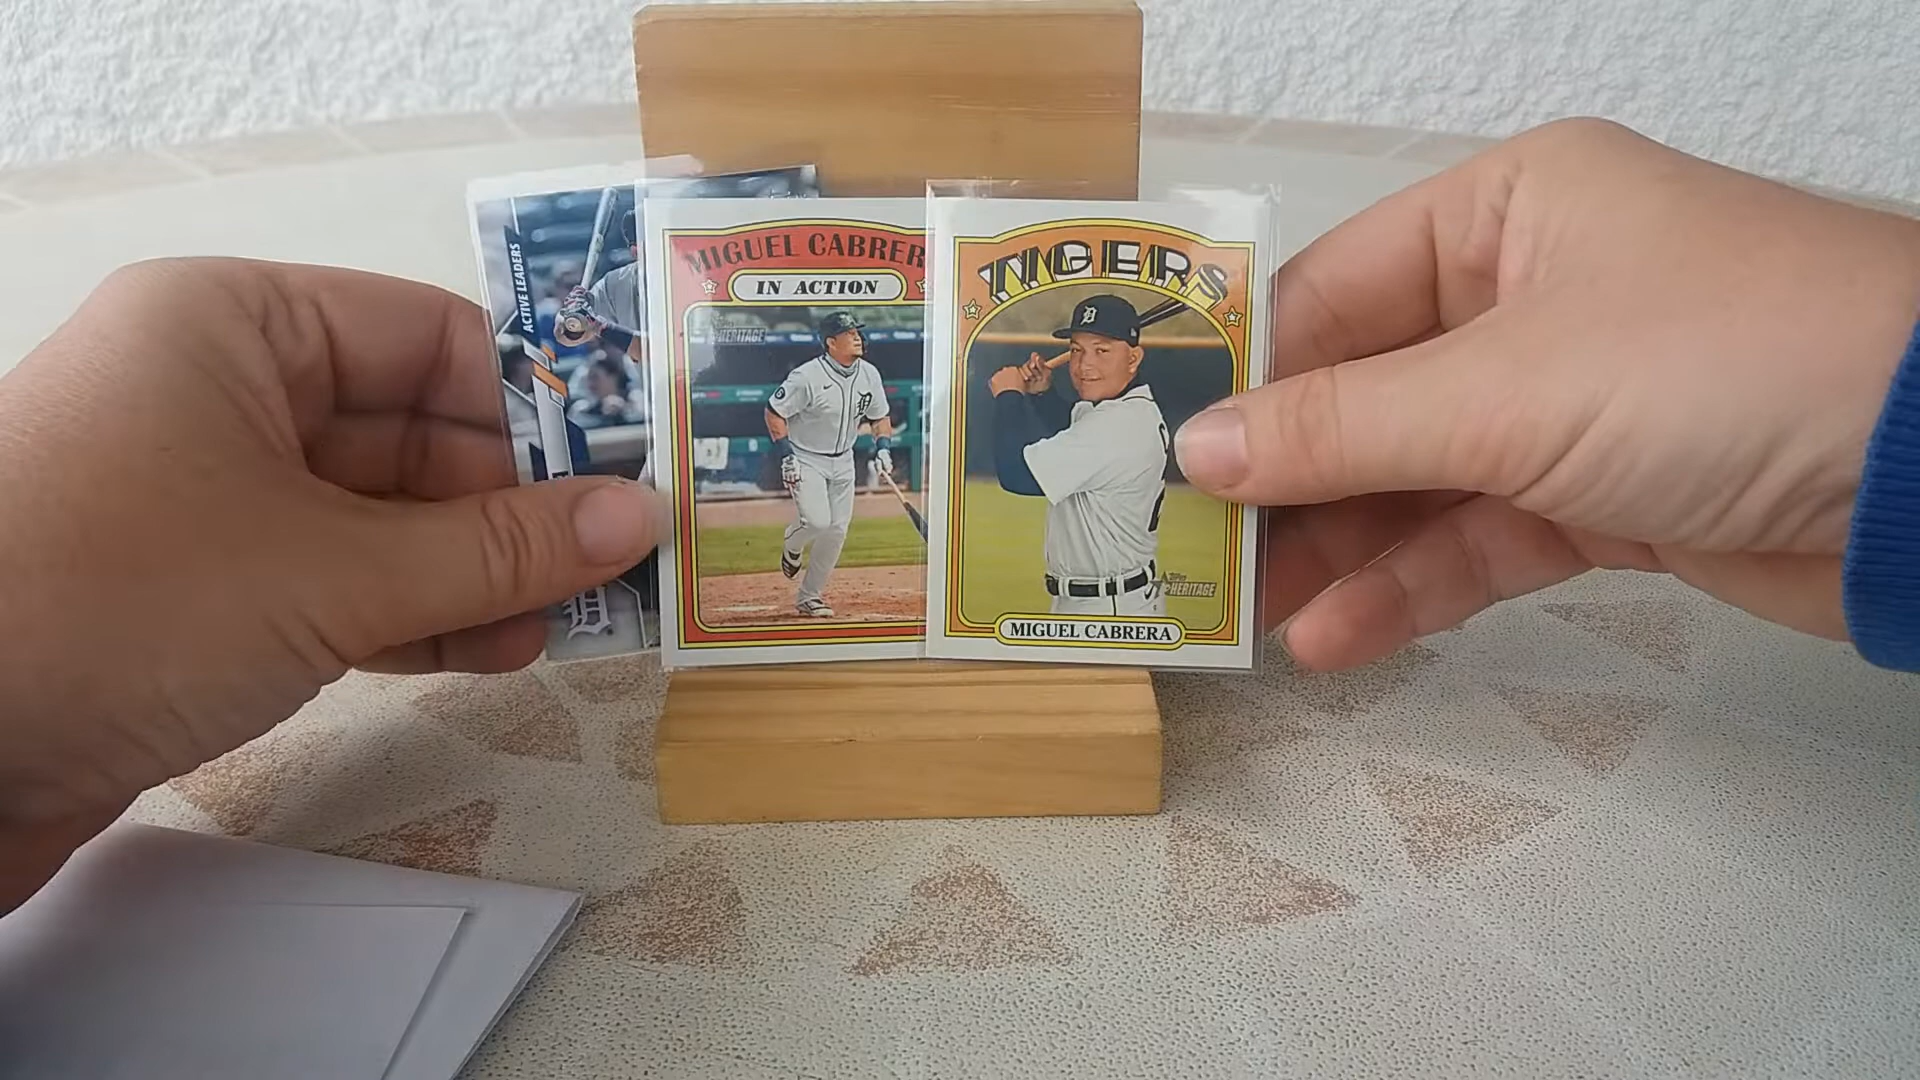 ACTIVE LEADERS
MIGUEL CABRER
IN ACTION
Topps
HERITAGE
TIGERS
Topps
HERITAGE
MIGUEL CABRERA